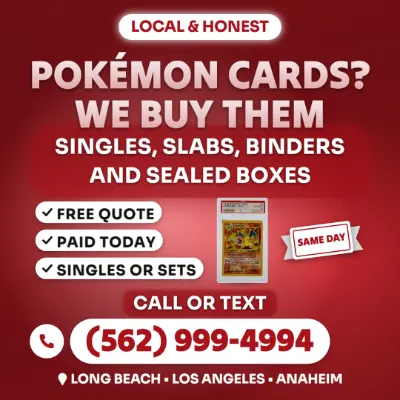 LOCAL & HONEST
POKÉMON CARDS?
WE BUY THEM
SINGLES, SLABS, BINDERS
AND SEALED BOXES
FREE QUOTE
PAID TODAY
SINGLES OR SETS
SAME DAY
CALL OR TEXT
(562) 999-4994
LONG BEACH • LOS ANGELES • ANAHEIM